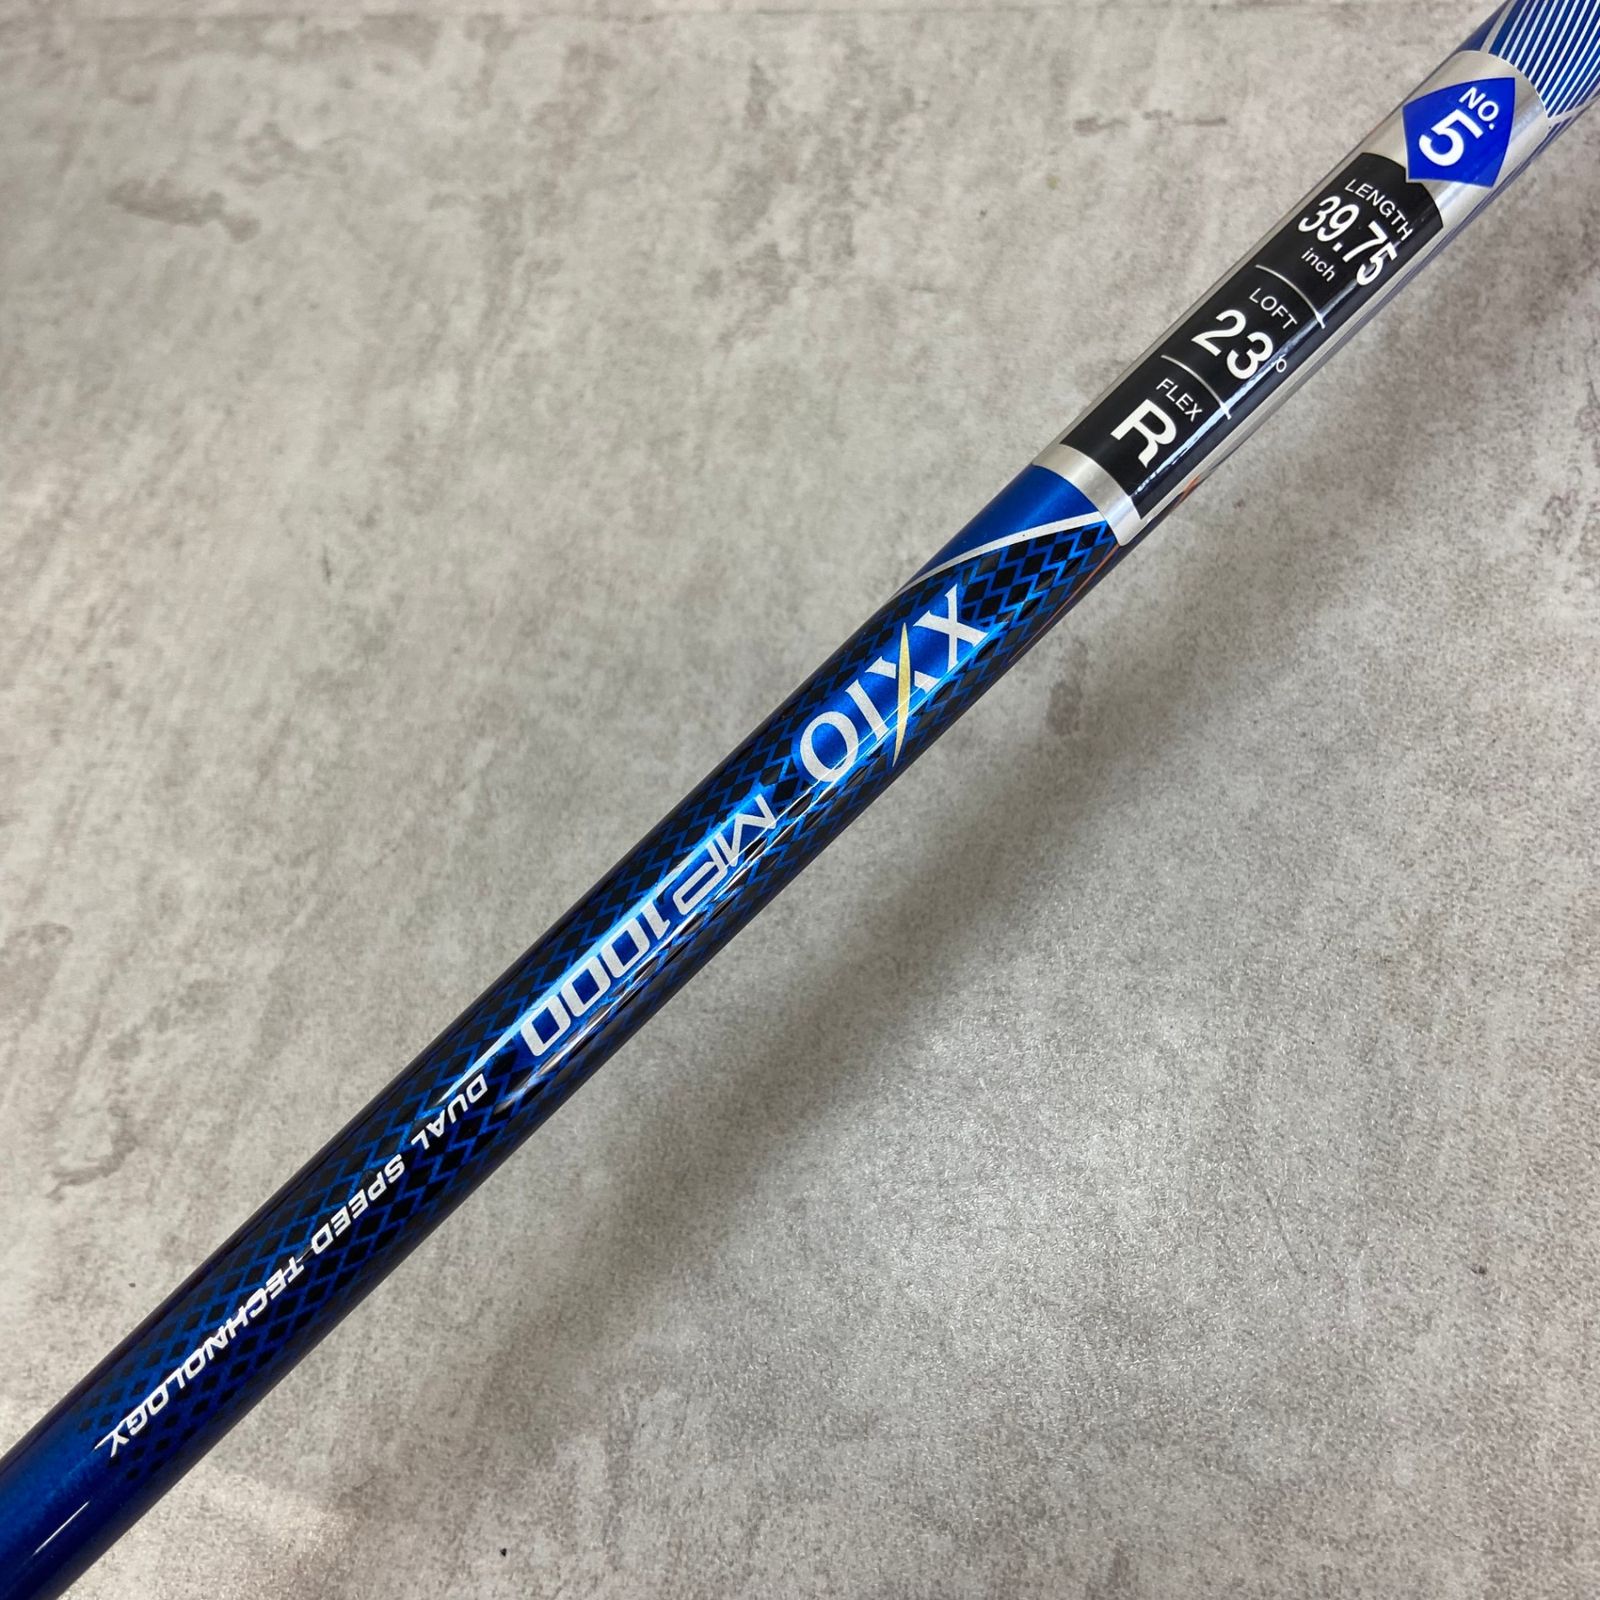 NO.
5
LENGTH
39.75
inch
LOFT
23°
FLEX
R
XXIO
MP1000
DUAL SPEED TECHNOLOGY